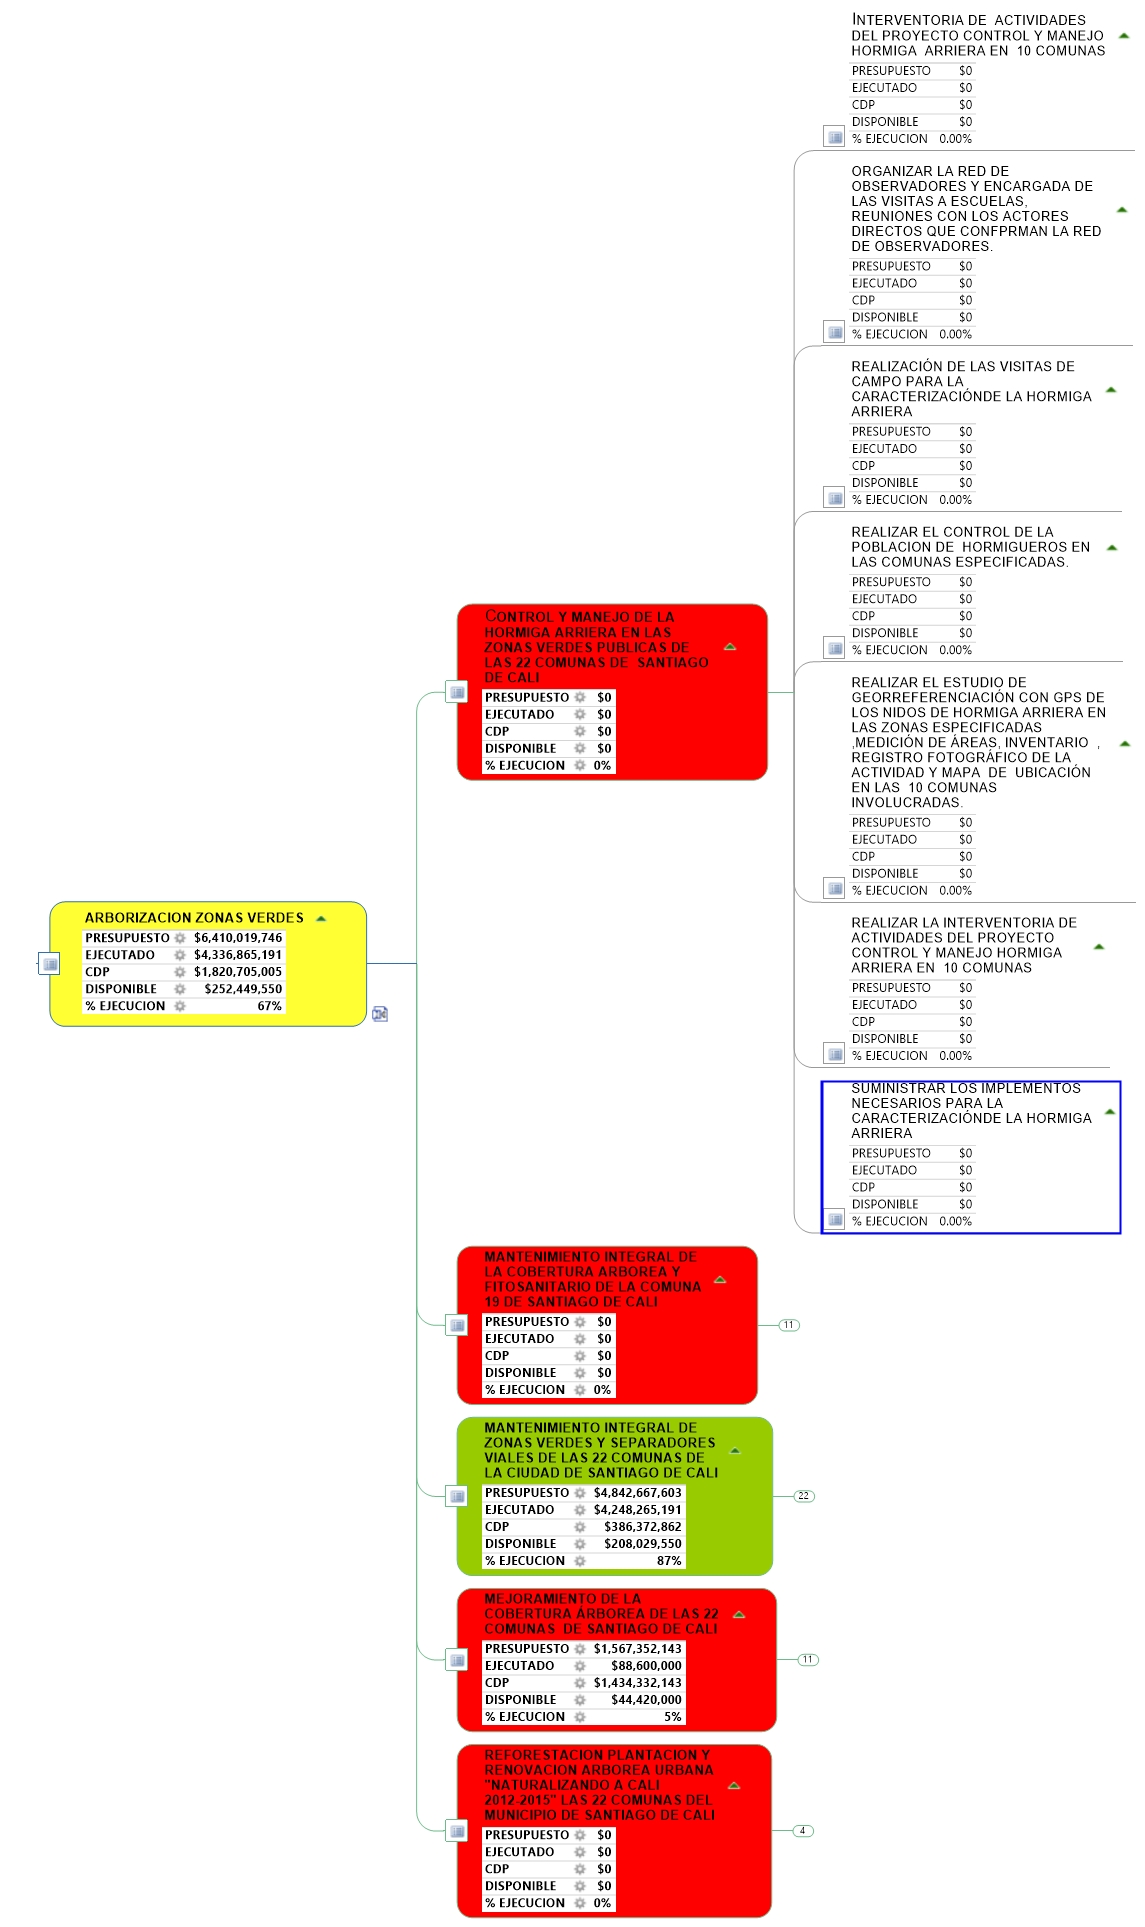 INTERVENTORIA DE ACTIVIDADES
DEL PROYECTO CONTROL Y MANEJO
HORMIGA ARRIERA EN 10 COMUNAS
PRESUPUESTO $0
EJECUTADO $0
CDP $0
DISPONIBLE $0
% EJECUCION 0.00%
ORGANIZAR LA RED DE
OBSERVADORES Y ENCARGADA DE
LAS VISITAS A ESCUELAS,
REUNIONES CON LOS ACTORES
DIRECTOS QUE CONFPRMAN LA RED
DE OBSERVADORES.
PRESUPUESTO $0
EJECUTADO $0
CDP $0
DISPONIBLE $0
% EJECUCION 0.00%
REALIZACIÓN DE LAS VISITAS DE
CAMPO PARA LA
CARACTERIZACIÓNDE LA HORMIGA
ARRIERA
PRESUPUESTO $0
EJECUTADO $0
CDP $0
DISPONIBLE $0
% EJECUCION 0.00%
REALIZAR EL CONTROL DE LA
POBLACION DE HORMIGUEROS EN
LAS COMUNAS ESPECIFICADAS.
PRESUPUESTO $0
EJECUTADO $0
CDP $0
DISPONIBLE $0
% EJECUCION 0.00%
CONTROL Y MANEJO DE LA
HORMIGA ARRIERA EN LAS
ZONAS VERDES PUBLICAS DE
LAS 22 COMUNAS DE SANTIAGO
DE CALI
PRESUPUESTO $0
EJECUTADO $0
CDP $0
DISPONIBLE $0
% EJECUCION 0%
REALIZAR EL ESTUDIO DE
GEORREFERENCIACIÓN CON GPS DE
LOS NIDOS DE HORMIGA ARRIERA EN
LAS ZONAS ESPECIFICADAS
,MEDICIÓN DE ÁREAS, INVENTARIO ,
REGISTRO FOTOGRÁFICO DE LA
ACTIVIDAD Y MAPA DE UBICACIÓN
EN LAS 10 COMUNAS
INVOLUCRADAS.
PRESUPUESTO $0
EJECUTADO $0
CDP $0
DISPONIBLE $0
% EJECUCION 0.00%
ARBORIZACION ZONAS VERDES
PRESUPUESTO $6,410,019,746
EJECUTADO $4,336,865,191
CDP $1,820,705,005
DISPONIBLE $252,449,550
% EJECUCION 67%
REALIZAR LA INTERVENTORIA DE
ACTIVIDADES DEL PROYECTO
CONTROL Y MANEJO HORMIGA
ARRIERA EN 10 COMUNAS
PRESUPUESTO $0
EJECUTADO $0
CDP $0
DISPONIBLE $0
% EJECUCION 0.00%
SUMINISTRAR LOS IMPLEMENTOS
NECESARIOS PARA LA
CARACTERIZACIÓNDE LA HORMIGA
ARRIERA
PRESUPUESTO $0
EJECUTADO $0
CDP $0
DISPONIBLE $0
% EJECUCION 0.00%
MANTENIMIENTO INTEGRAL DE
LA COBERTURA ARBOREA Y
FITOSANITARIO DE LA COMUNA
19 DE SANTIAGO DE CALI
PRESUPUESTO $0
EJECUTADO $0
CDP $0
DISPONIBLE $0
% EJECUCION 0%
11
MANTENIMIENTO INTEGRAL DE
ZONAS VERDES Y SEPARADORES
VIALES DE LAS 22 COMUNAS DE
LA CIUDAD DE SANTIAGO DE CALI
PRESUPUESTO $4,842,667,603
EJECUTADO $4,248,265,191
CDP $386,372,862
DISPONIBLE $208,029,550
% EJECUCION 87%
22
MEJORAMIENTO DE LA
COBERTURA ÁRBOREA DE LAS 22
COMUNAS DE SANTIAGO DE CALI
PRESUPUESTO $1,567,352,143
EJECUTADO $88,600,000
CDP $1,434,332,143
DISPONIBLE $44,420,000
% EJECUCION 5%
11
REFORESTACION PLANTACION Y
RENOVACION ARBOREA URBANA
"NATURALIZANDO A CALI
2012-2015" LAS 22 COMUNAS DEL
MUNICIPIO DE SANTIAGO DE CALI
PRESUPUESTO $0
EJECUTADO $0
CDP $0
DISPONIBLE $0
% EJECUCION 0%
4